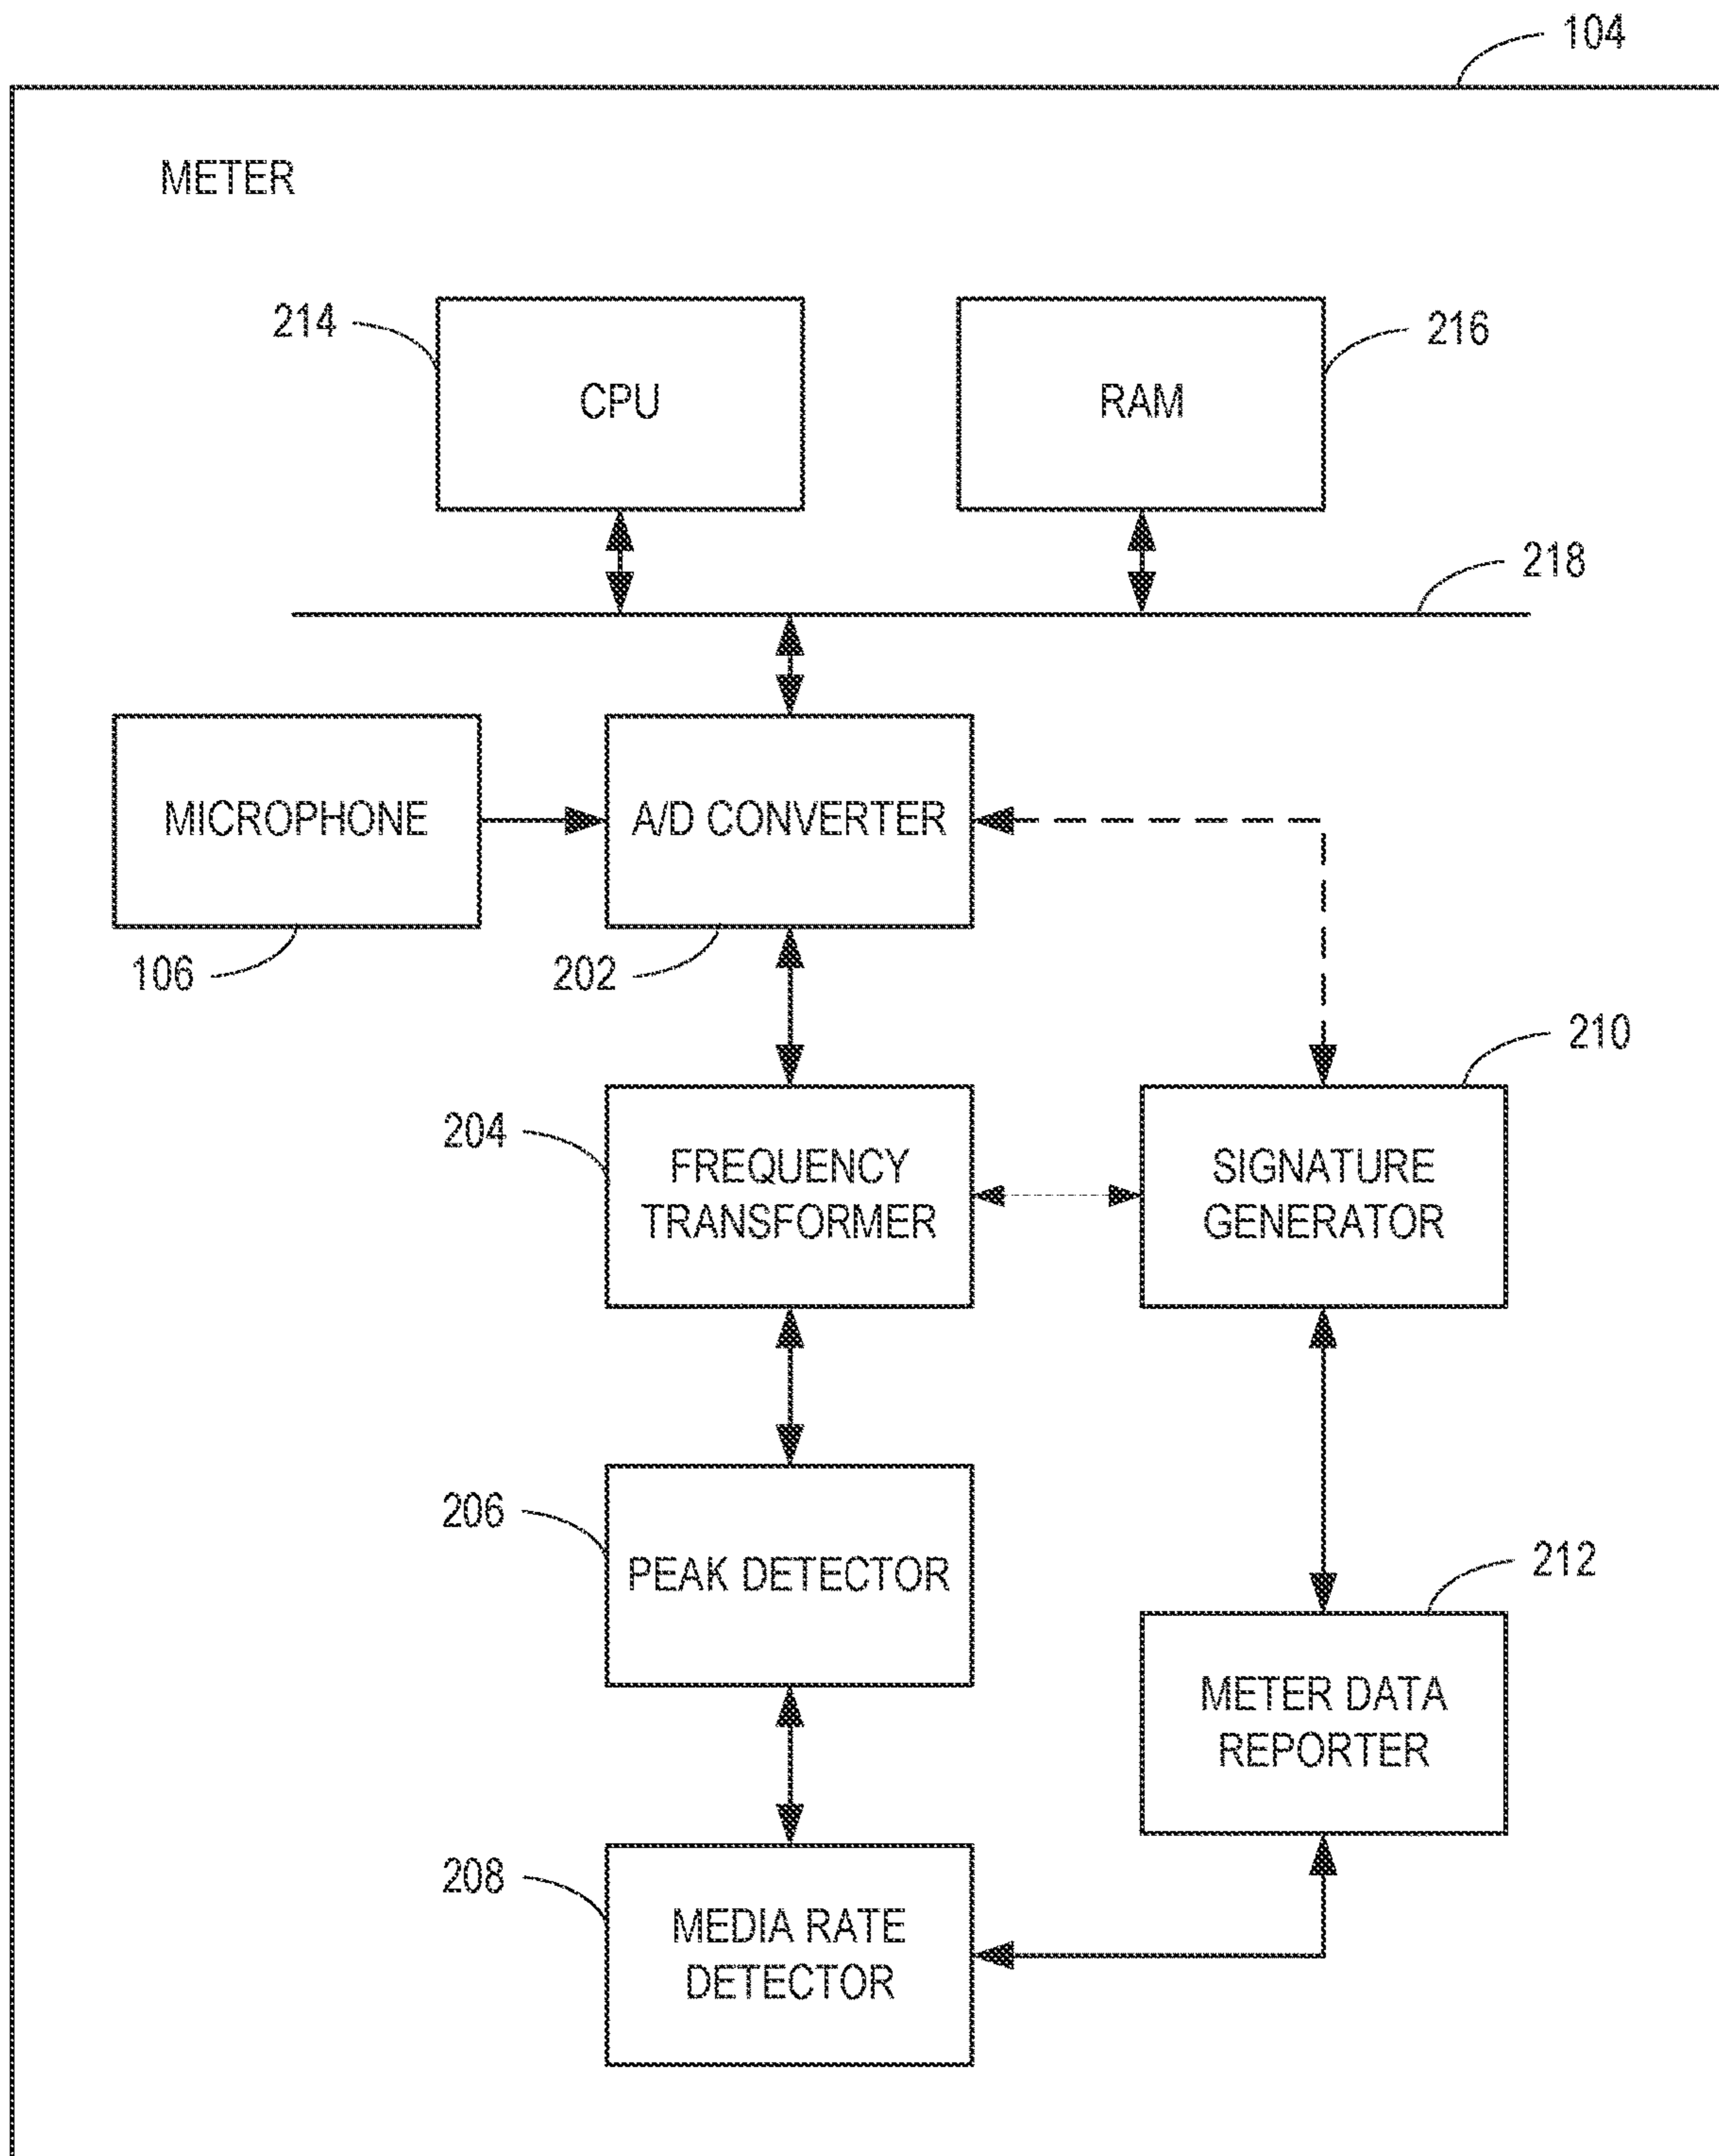 104
METER
214
216
CPU
RAM
218
MICROPHONE
A/D CONVERTER
106
202
210
204
FREQUENCY
TRANSFORMER
SIGNATURE
GENERATOR
206
PEAK DETECTOR
212
METER DATA
REPORTER
208
MEDIA RATE
DETECTOR